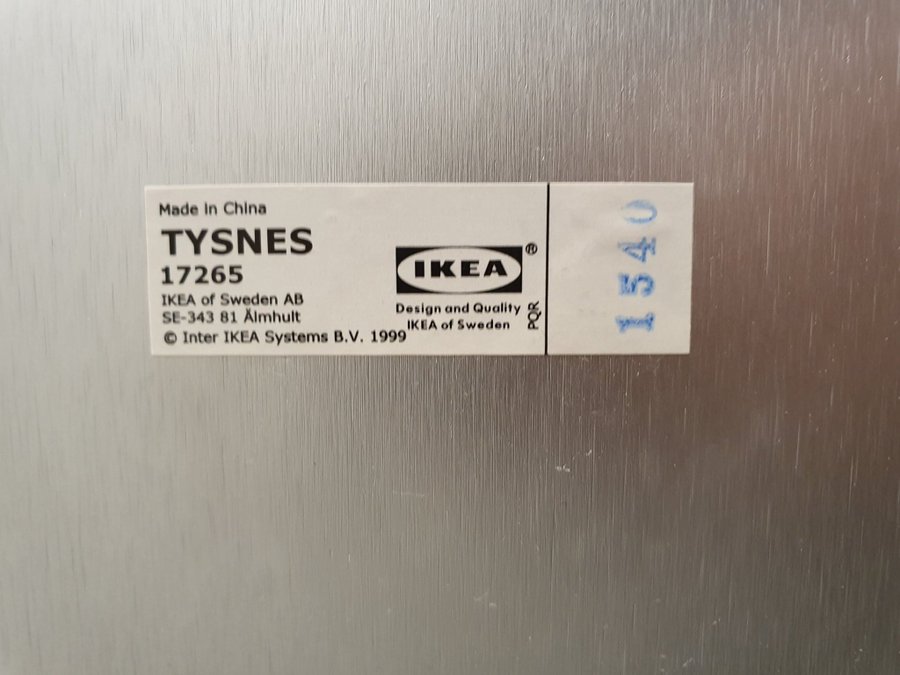 Made in China
TYSNES
17265
IKEA of Sweden AB
SE-343 81 Älmhult
© Inter IKEA Systems B.V. 1999
IKEA®
Design and Quality
IKEA of Sweden
PQR
1540